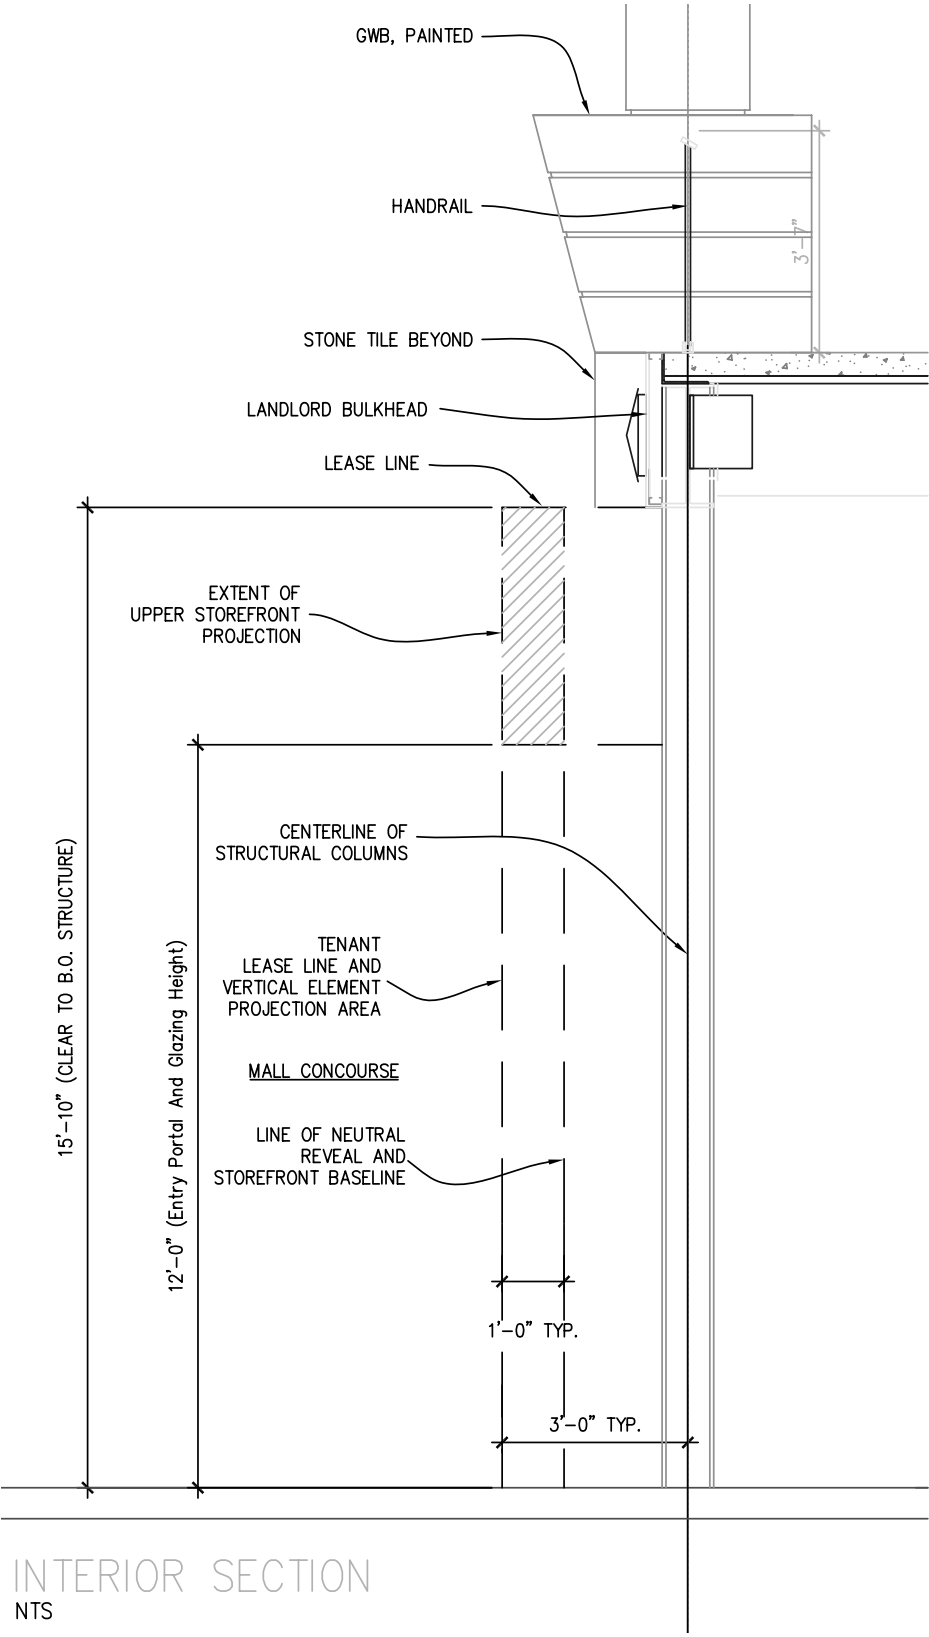 GWB, PAINTED
HANDRAIL
3'-7"
STONE TILE BEYOND
LANDLORD BULKHEAD
LEASE LINE
EXTENT OF
UPPER STOREFRONT
PROJECTION
CENTERLINE OF
STRUCTURAL COLUMNS
15'-10" (CLEAR TO B.O. STRUCTURE)
12'-0" (Entry Portal And Glazing Height)
TENANT
LEASE LINE AND
VERTICAL ELEMENT
PROJECTION AREA
MALL CONCOURSE
LINE OF NEUTRAL
REVEAL AND
STOREFRONT BASELINE
1'-0" TYP.
3'-0" TYP.
INTERIOR SECTION
NTS